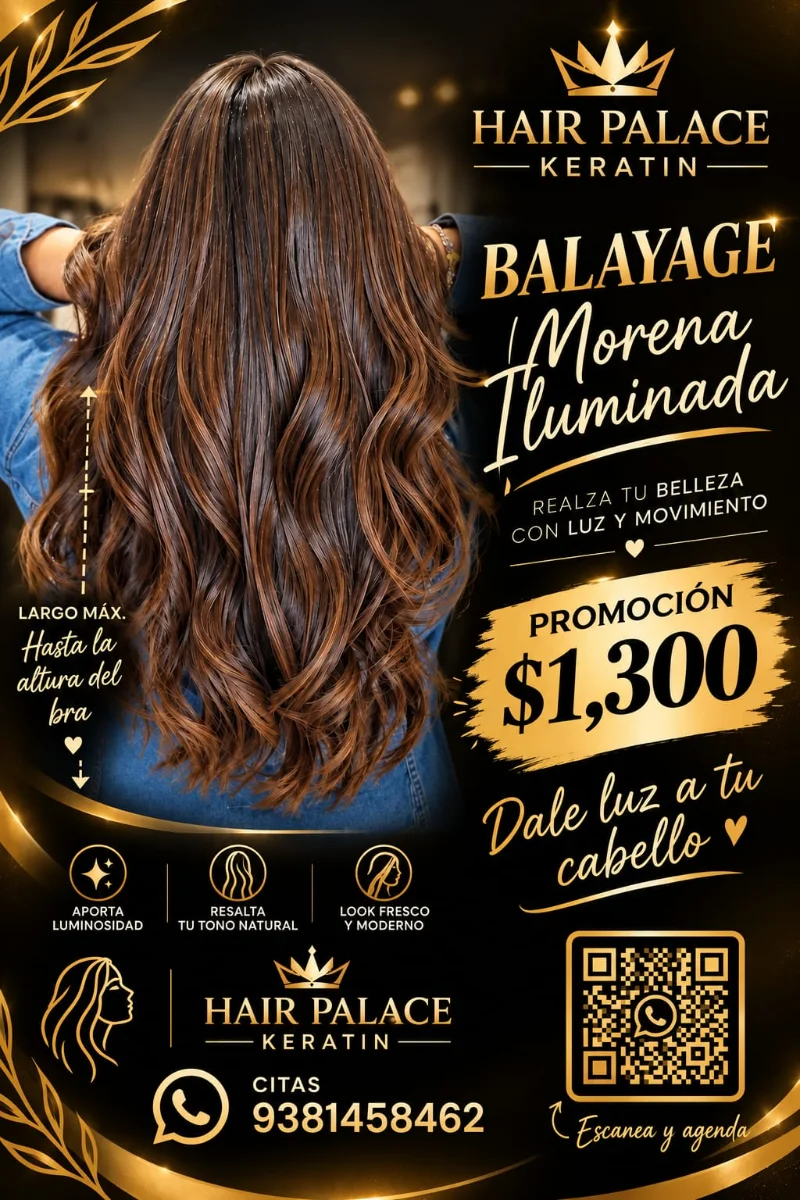 HAIR PALACE
KERATIN
BALAYAGE
Morena
Iluminada
REALZA TU BELLEZA
CON LUZ Y MOVIMIENTO
PROMOCIÓN
$1,300
Dale luz a tu
cabello
LARGO MÁX.
Hasta la
altura del
bra
APORTA
LUMINOSIDAD
RESALTA
TU TONO NATURAL
LOOK FRESCO
Y MODERNO
HAIR PALACE
KERATIN
CITAS
9381458462
Escanea y agenda